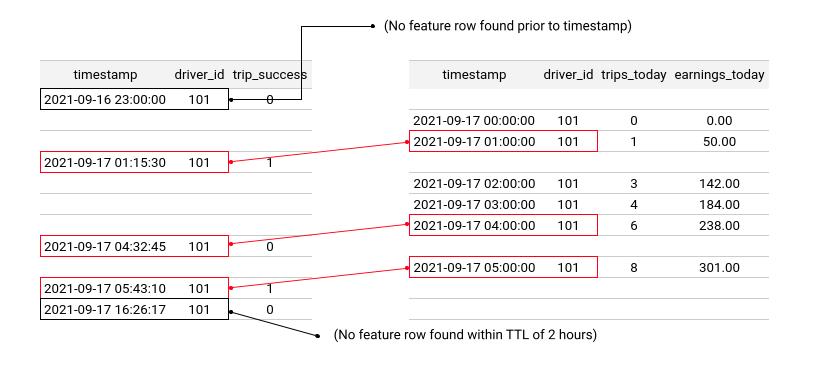 (No feature row found prior to timestamp)
timestamp driver_id trip_success timestamp driver_id trips_today earnings_today
2021-09-16 23:00:00 101 0
2021-09-17 00:00:00 101 0 0.00
2021-09-17 01:00:00 101 1 50.00
2021-09-17 01:15:30 101 1
2021-09-17 02:00:00 101 3 142.00
2021-09-17 03:00:00 101 4 184.00
2021-09-17 04:00:00 101 6 238.00
2021-09-17 04:32:45 101 0
2021-09-17 05:00:00 101 8 301.00
2021-09-17 05:43:10 101 1
2021-09-17 16:26:17 101 0
(No feature row found within TTL of 2 hours)